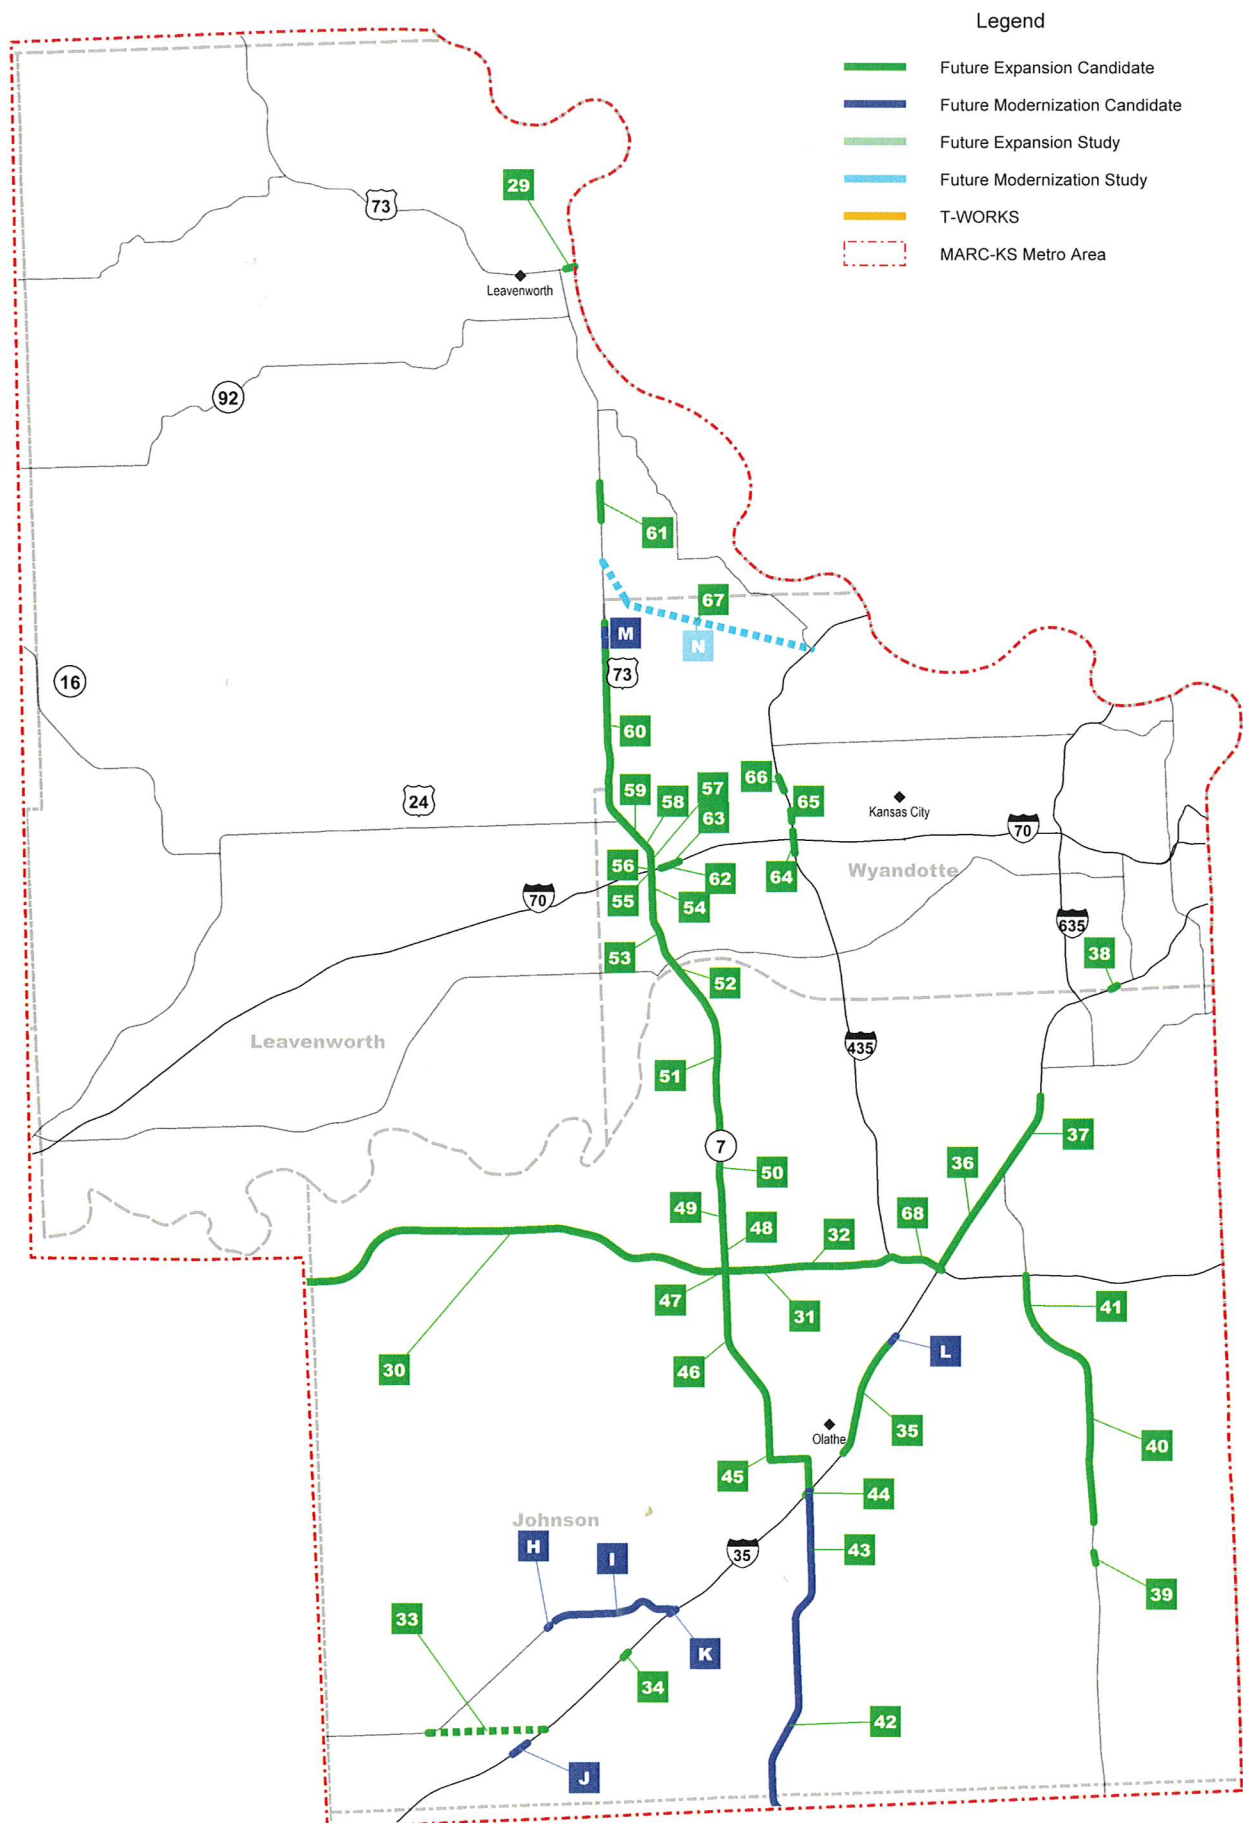 Legend
Future Expansion Candidate
Future Modernization Candidate
Future Expansion Study
Future Modernization Study
T-WORKS
MARC-KS Metro Area
29
73
Leavenworth
92
61
67
M
N
73
16
60
66
59
58
57
65
24
63
Kansas City
70
56
62
64
Wyandotte
70
55
54
635
53
38
52
Leavenworth
435
51
7
37
50
36
49
48
32
68
47
31
41
30
46
L
Olathe
35
40
45
44
Johnson
H
I
35
43
39
33
K
34
42
J